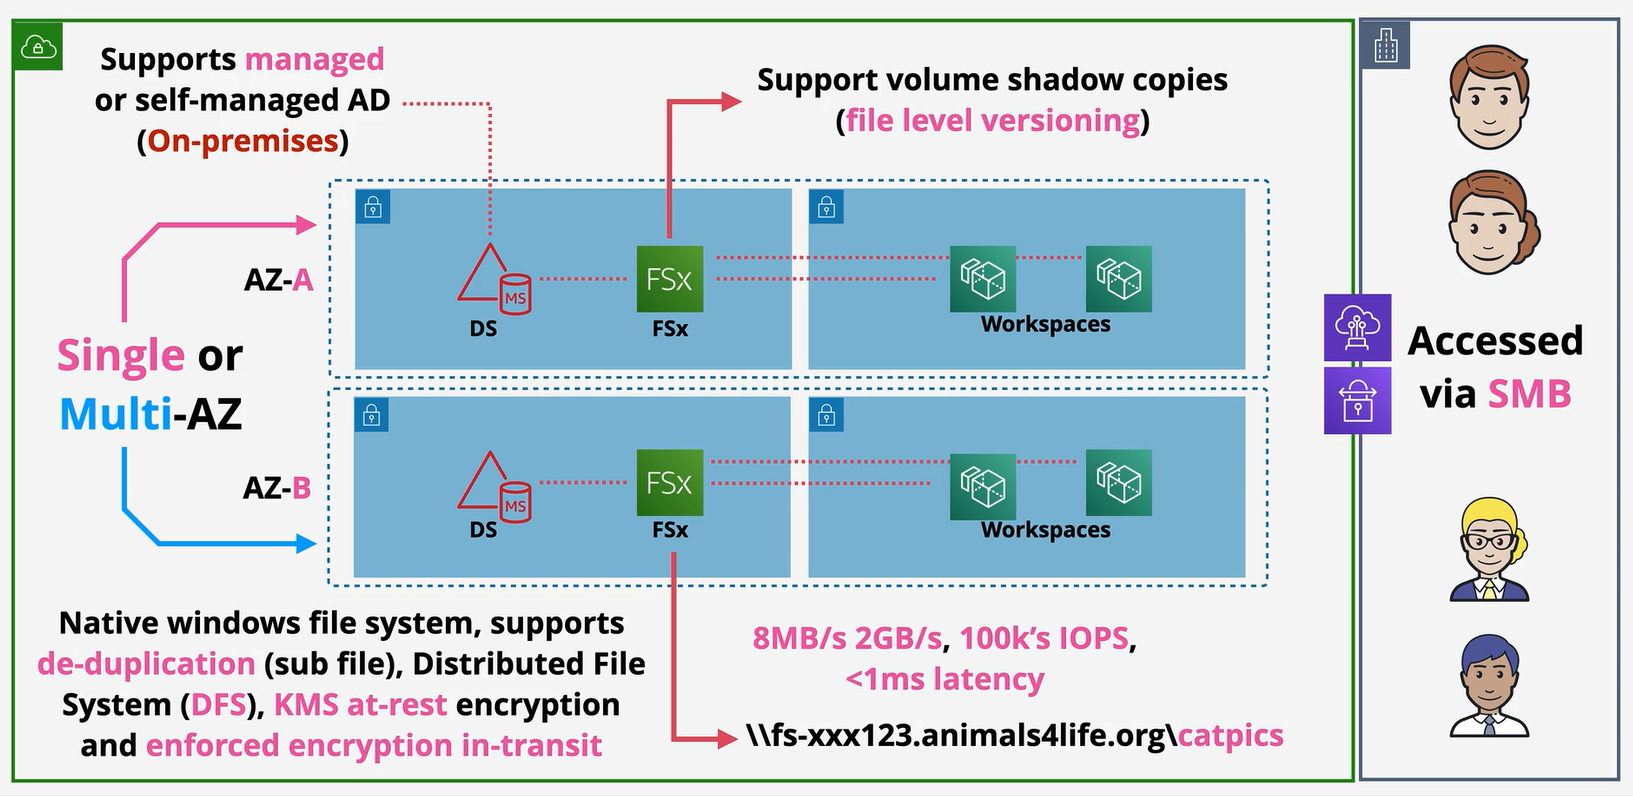 Supports managed
or self-managed AD
(On-premises)
Support volume shadow copies
(file level versioning)
AZ-A
MS
DS
FSx
FSx
Workspaces
Single or
Multi-AZ
Accessed
via SMB
AZ-B
MS
DS
FSx
FSx
Workspaces
Native windows file system, supports
de-duplication (sub file), Distributed File
System (DFS), KMS at-rest encryption
and enforced encryption in-transit
8MB/s 2GB/s, 100k's IOPS,
<1ms latency
\\fs-xxx123.animals4life.org\catpics